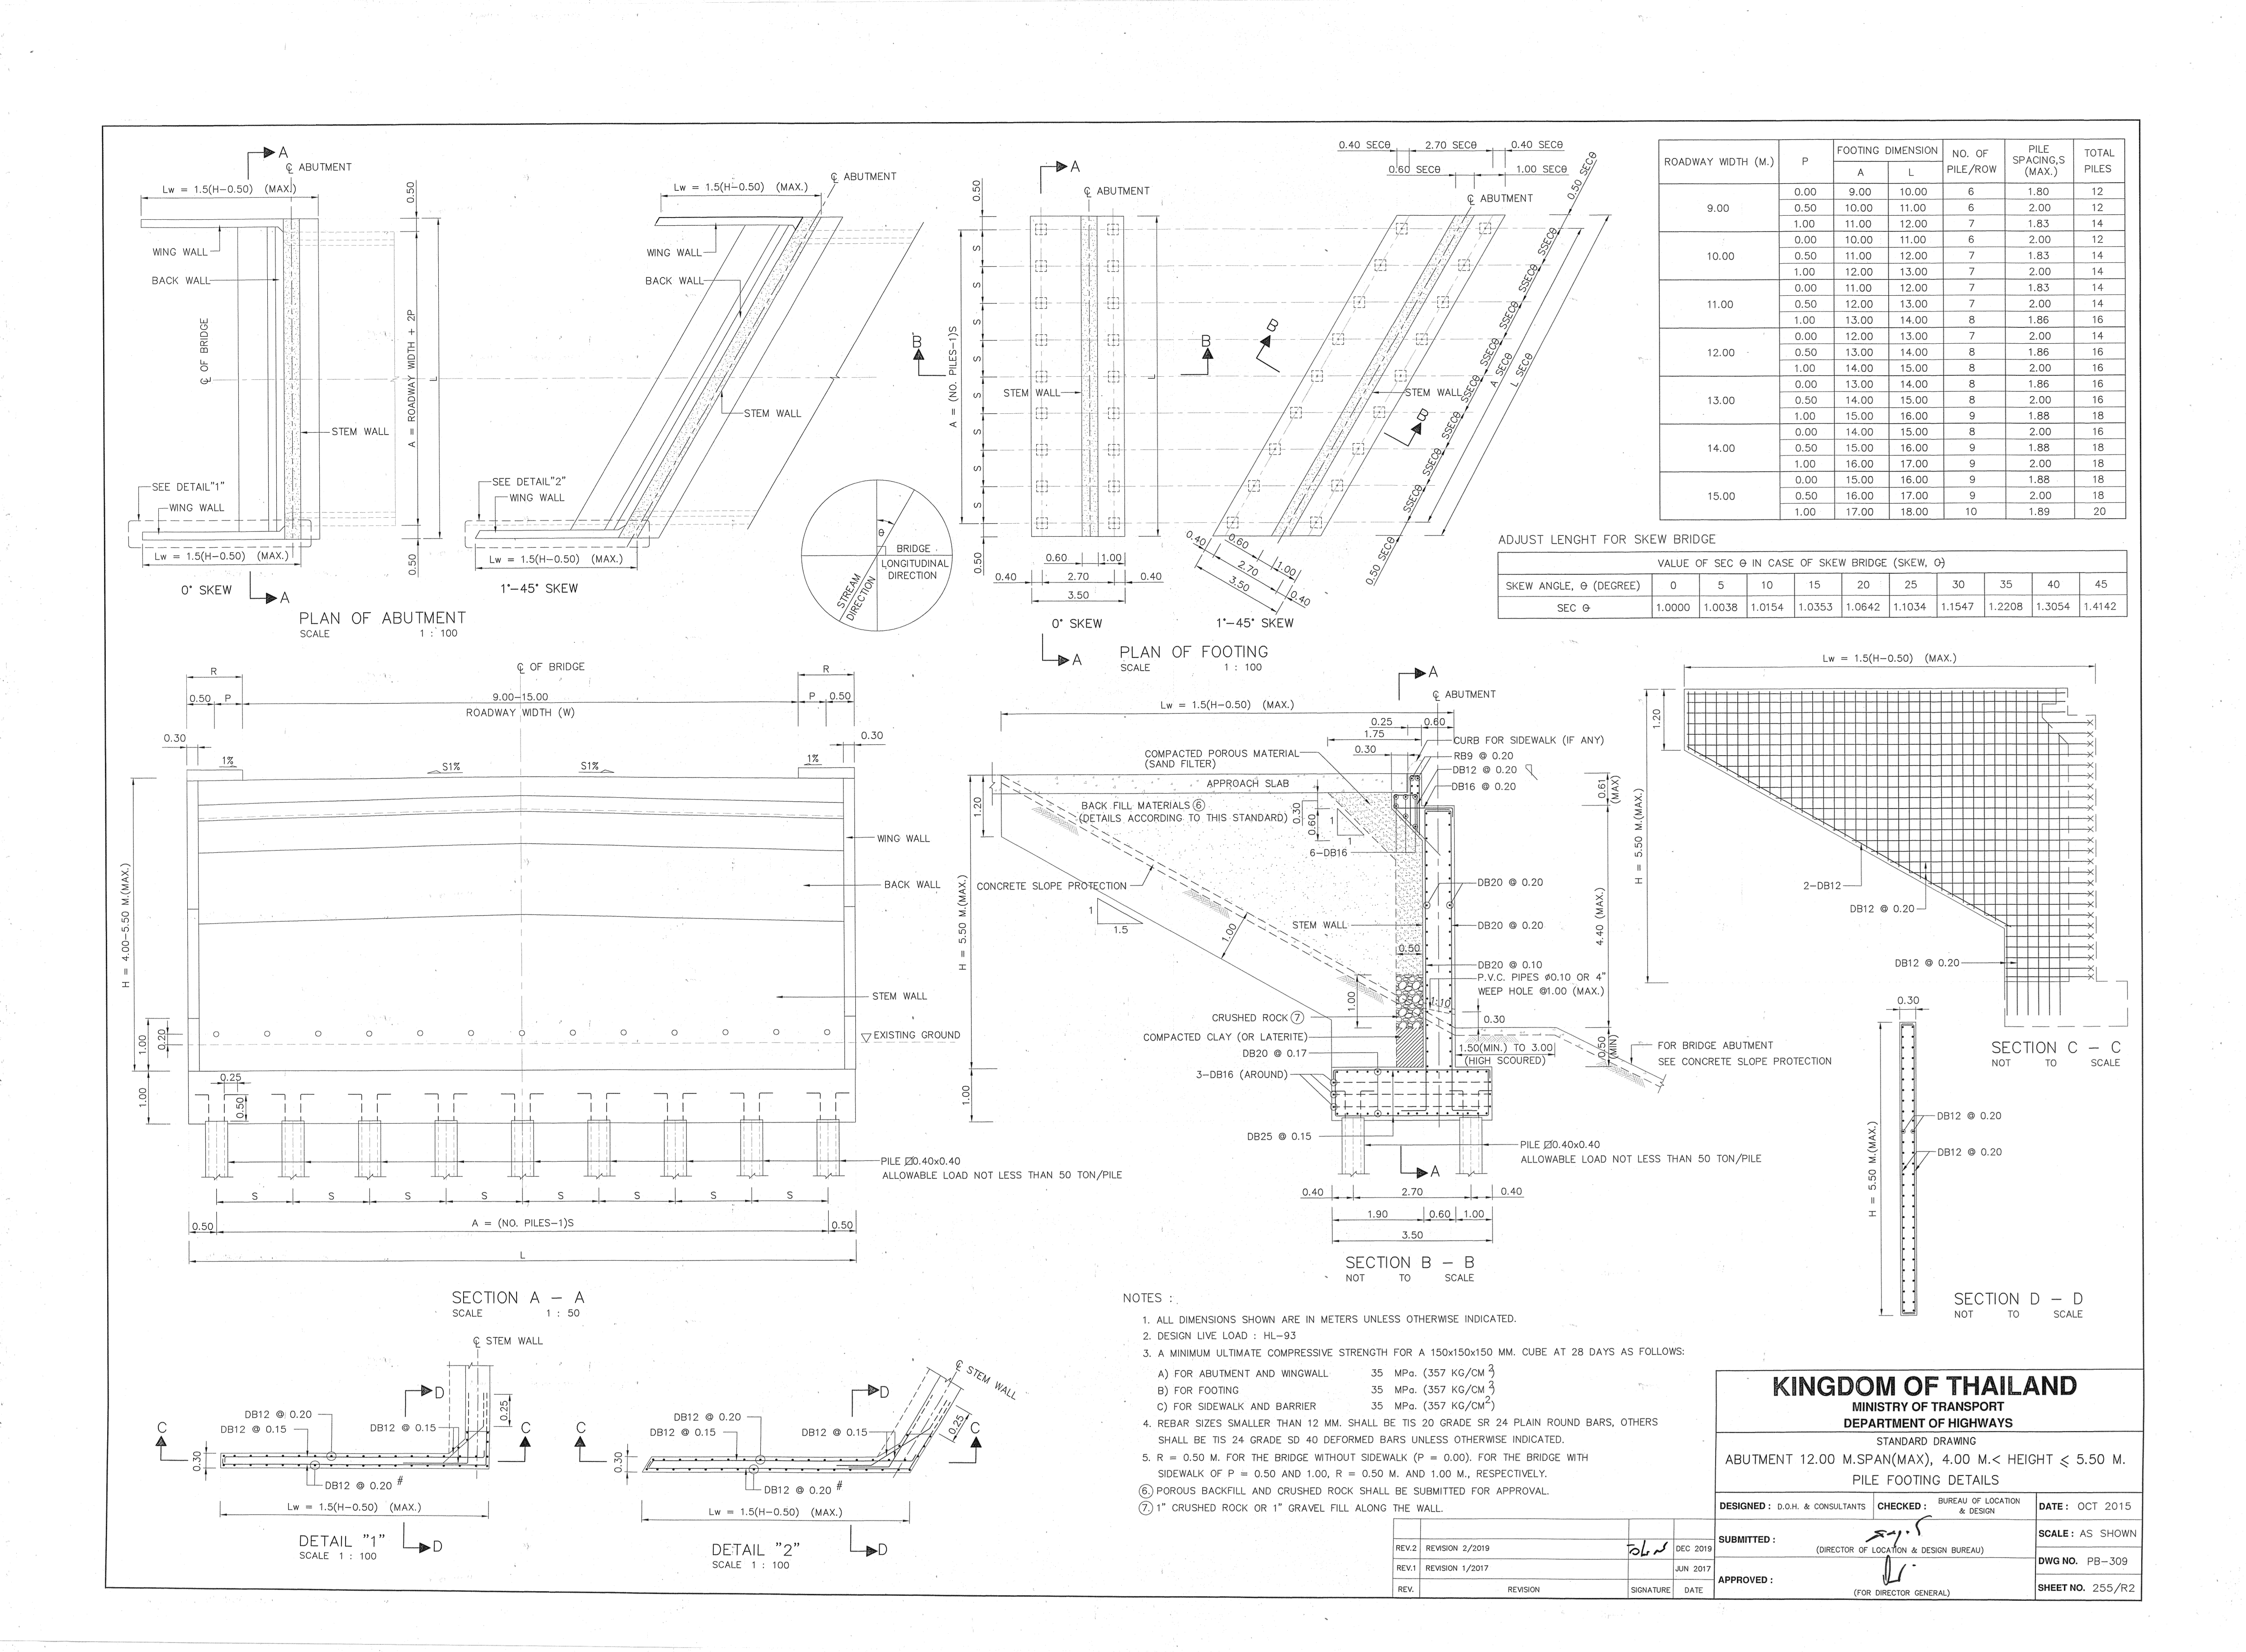 A
℄ ABUTMENT
Lw = 1.5(H-0.50) (MAX.)
0.50
WING WALL
BACK WALL
℄ OF BRIDGE
A = ROADWAY WIDTH + 2P
L
STEM WALL
SEE DETAIL"1"
WING WALL
Lw = 1.5(H-0.50) (MAX.)
0.50
0° SKEW
A
℄ ABUTMENT
Lw = 1.5(H-0.50) (MAX.)
WING WALL
BACK WALL
STEM WALL
SEE DETAIL"2"
WING WALL
Lw = 1.5(H-0.50) (MAX.)
1°-45° SKEW
PLAN OF ABUTMENT
SCALE 1 : 100
θ
BRIDGE
LONGITUDINAL
DIRECTION
STREAM
DIRECTION
A
℄ ABUTMENT
0.50
S
S
S
S
S
S
S
S
A = (NO. PILES-1)S
L
B
B
STEM WALL
0.50
0.60 1.00
0.40 2.70 0.40
3.50
0° SKEW
A
0.40 SECθ 2.70 SECθ 0.40 SECθ
0.60 SECθ 1.00 SECθ
℄ ABUTMENT
0.50 SECθ
SSECθ
SSECθ
SSECθ
SSECθ
SSECθ
SSECθ
SSECθ
SSECθ
A SECθ
L SECθ
B
B
STEM WALL
0.50 SECθ
0.40
0.60
2.70
1.00
3.50
0.40
1°-45° SKEW
PLAN OF FOOTING
SCALE 1 : 100
ROADWAY WIDTH (M.) P FOOTING DIMENSION NO. OF PILE/ROW PILE SPACING,S (MAX.) TOTAL PILES
A L
9.00
0.00 9.00 10.00 6 1.80 12
0.50 10.00 11.00 6 2.00 12
1.00 11.00 12.00 7 1.83 14
10.00
0.00 10.00 11.00 6 2.00 12
0.50 11.00 12.00 7 1.83 14
1.00 12.00 13.00 7 2.00 14
11.00
0.00 11.00 12.00 7 1.83 14
0.50 12.00 13.00 7 2.00 14
1.00 13.00 14.00 8 1.86 16
12.00
0.00 12.00 13.00 7 2.00 14
0.50 13.00 14.00 8 1.86 16
1.00 14.00 15.00 8 2.00 16
13.00
0.00 13.00 14.00 8 1.86 16
0.50 14.00 15.00 8 2.00 16
1.00 15.00 16.00 9 1.88 18
14.00
0.00 14.00 15.00 8 2.00 16
0.50 15.00 16.00 9 1.88 18
1.00 16.00 17.00 9 2.00 18
15.00
0.00 15.00 16.00 9 1.88 18
0.50 16.00 17.00 9 2.00 18
1.00 17.00 18.00 10 1.89 20
ADJUST LENGHT FOR SKEW BRIDGE
VALUE OF SEC θ IN CASE OF SKEW BRIDGE (SKEW, θ)
SKEW ANGLE, θ (DEGREE) 0 5 10 15 20 25 30 35 40 45
SEC θ 1.0000 1.0038 1.0154 1.0353 1.0642 1.1034 1.1547 1.2208 1.3054 1.4142
℄ OF BRIDGE
R R
0.50 P 9.00-15.00 P 0.50
ROADWAY WIDTH (W)
0.30 0.30
1% S1% S1% 1%
WING WALL
BACK WALL
H = 4.00-5.50 M.(MAX.)
STEM WALL
1.00 0.20
EXISTING GROUND
1.00
0.25
0.50
PILE ⍁0.40x0.40
ALLOWABLE LOAD NOT LESS THAN 50 TON/PILE
S S S S S S S S
0.50 A = (NO. PILES-1)S 0.50
L
SECTION A - A
SCALE 1 : 50
A
℄ ABUTMENT
Lw = 1.5(H-0.50) (MAX.)
0.25 0.60
1.75
0.30
CURB FOR SIDEWALK (IF ANY)
COMPACTED POROUS MATERIAL
(SAND FILTER)
RB9 @ 0.20
DB12 @ 0.20
DB16 @ 0.20
APPROACH SLAB
1.20
BACK FILL MATERIALS ⑥
(DETAILS ACCORDING TO THIS STANDARD)
0.30
0.60
1
1
6-DB16
0.61
(MAX)
CONCRETE SLOPE PROTECTION
1
1.5
1.00
H = 5.50 M.(MAX.)
DB20 @ 0.20
STEM WALL
DB20 @ 0.20
4.40 (MAX.)
0.50
DB20 @ 0.10
P.V.C. PIPES ø0.10 OR 4"
WEEP HOLE @1.00 (MAX.)
1:10
1.00
CRUSHED ROCK ⑦
0.30
COMPACTED CLAY (OR LATERITE)
1.50(MIN.) TO 3.00
(HIGH SCOURED)
0.50
(MIN)
FOR BRIDGE ABUTMENT
SEE CONCRETE SLOPE PROTECTION
DB20 @ 0.17
3-DB16 (AROUND)
1.00
DB25 @ 0.15
PILE ⍁0.40x0.40
ALLOWABLE LOAD NOT LESS THAN 50 TON/PILE
A
0.40 2.70 0.40
1.90 0.60 1.00
3.50
SECTION B - B
NOT TO SCALE
Lw = 1.5(H-0.50) (MAX.)
1.20
H = 5.50 M.(MAX.)
2-DB12
DB12 @ 0.20
DB12 @ 0.20
SECTION C - C
NOT TO SCALE
0.30
H = 5.50 M.(MAX.)
DB12 @ 0.20
DB12 @ 0.20
SECTION D - D
NOT TO SCALE
℄ STEM WALL
D
0.25
C
DB12 @ 0.20
DB12 @ 0.15
DB12 @ 0.15
C
0.30
DB12 @ 0.20 #
Lw = 1.5(H-0.50) (MAX.)
D
DETAIL "1"
SCALE 1 : 100
℄ STEM WALL
D
0.25
C
DB12 @ 0.20
DB12 @ 0.15
DB12 @ 0.15
C
0.30
DB12 @ 0.20 #
Lw = 1.5(H-0.50) (MAX.)
D
DETAIL "2"
SCALE 1 : 100
NOTES :
1. ALL DIMENSIONS SHOWN ARE IN METERS UNLESS OTHERWISE INDICATED.
2. DESIGN LIVE LOAD : HL-93
3. A MINIMUM ULTIMATE COMPRESSIVE STRENGTH FOR A 150x150x150 MM. CUBE AT 28 DAYS AS FOLLOWS:
A) FOR ABUTMENT AND WINGWALL 35 MPa. (357 KG/CM²)
B) FOR FOOTING 35 MPa. (357 KG/CM²)
C) FOR SIDEWALK AND BARRIER 35 MPa. (357 KG/CM²)
4. REBAR SIZES SMALLER THAN 12 MM. SHALL BE TIS 20 GRADE SR 24 PLAIN ROUND BARS, OTHERS
SHALL BE TIS 24 GRADE SD 40 DEFORMED BARS UNLESS OTHERWISE INDICATED.
5. R = 0.50 M. FOR THE BRIDGE WITHOUT SIDEWALK (P = 0.00). FOR THE BRIDGE WITH
SIDEWALK OF P = 0.50 AND 1.00, R = 0.50 M. AND 1.00 M., RESPECTIVELY.
⑥. POROUS BACKFILL AND CRUSHED ROCK SHALL BE SUBMITTED FOR APPROVAL.
⑦. 1" CRUSHED ROCK OR 1" GRAVEL FILL ALONG THE WALL.
REV.2 REVISION 2/2019 DEC 2019
REV.1 REVISION 1/2017 JUN 2017
REV. REVISION SIGNATURE DATE
KINGDOM OF THAILAND
MINISTRY OF TRANSPORT
DEPARTMENT OF HIGHWAYS
STANDARD DRAWING
ABUTMENT 12.00 M.SPAN(MAX), 4.00 M.< HEIGHT ⩽ 5.50 M.
PILE FOOTING DETAILS
DESIGNED : D.O.H. & CONSULTANTS CHECKED : BUREAU OF LOCATION & DESIGN DATE : OCT 2015
SUBMITTED :
(DIRECTOR OF LOCATION & DESIGN BUREAU)
SCALE : AS SHOWN
DWG NO. PB-309
APPROVED :
(FOR DIRECTOR GENERAL)
SHEET NO. 255/R2